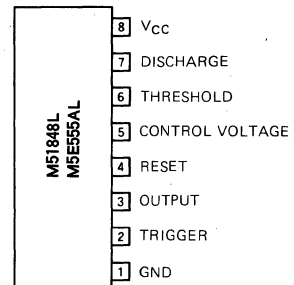 M51848L
M5E555AL
8 VCC
7 DISCHARGE
6 THRESHOLD
5 CONTROL VOLTAGE
4 RESET
3 OUTPUT
2 TRIGGER
1 GND